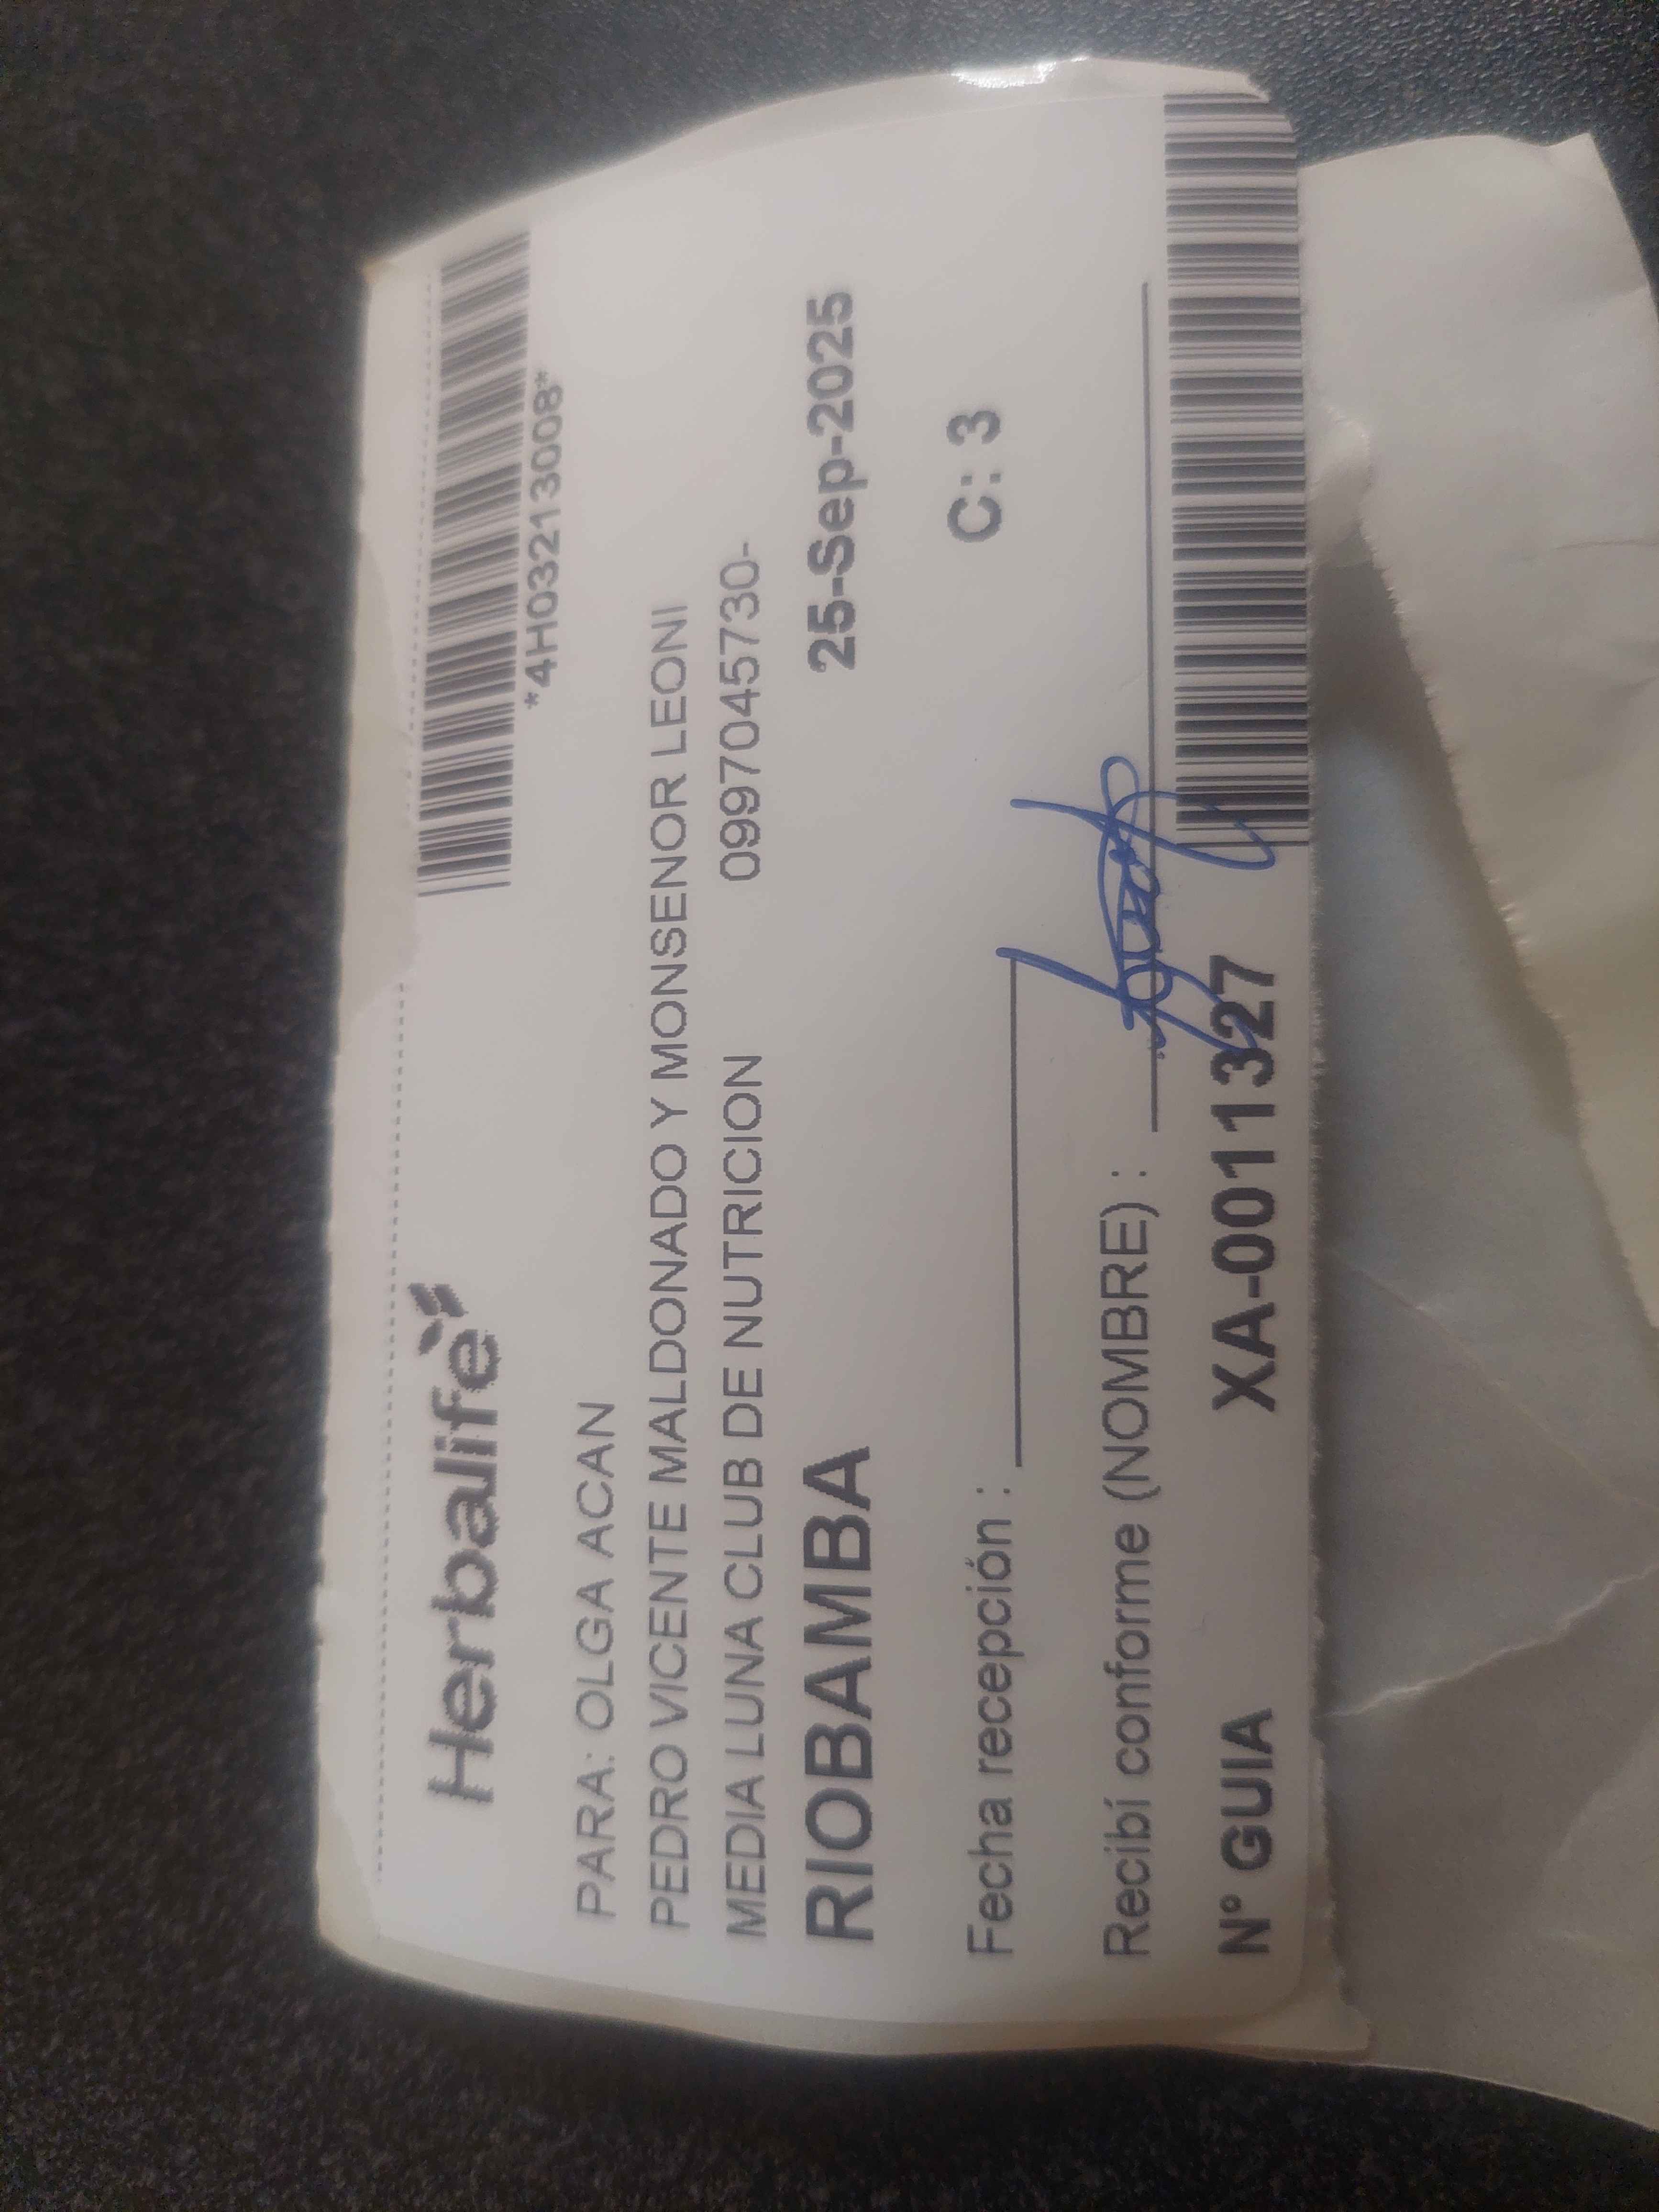 Herbalife
*4H03213008*
PARA: OLGA ACAN
PEDRO VICENTE MALDONADO Y MONSENOR LEONI
MEDIA LUNA CLUB DE NUTRICION 0997045730-
RIOBAMBA 25-Sep-2025
C: 3
Fecha recepción :
Recibí conforme (NOMBRE) :
N° GUIA XA-0011327